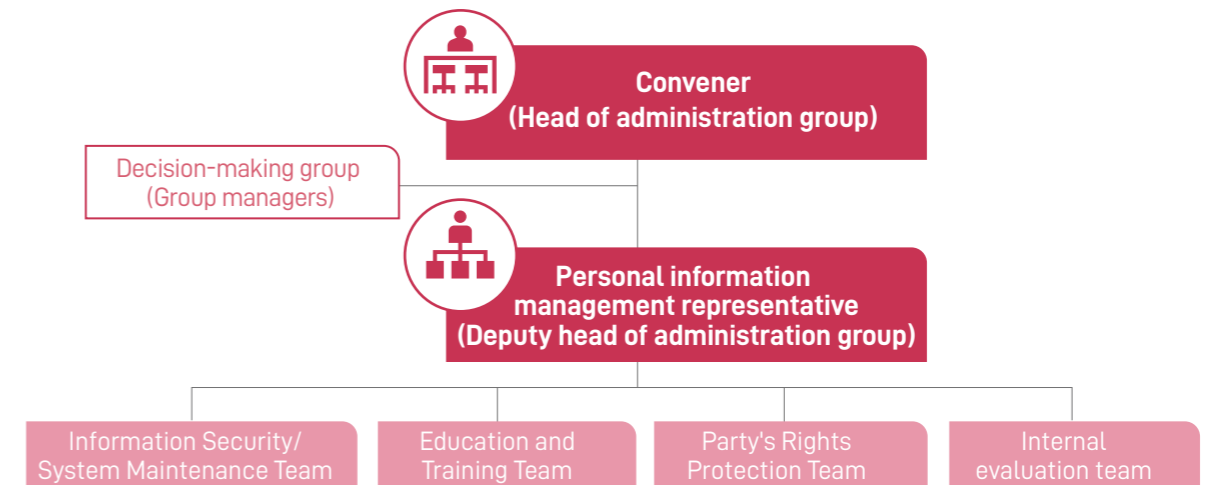 Convener
(Head of administration group)
Decision-making group
(Group managers)
Personal information
management representative
(Deputy head of administration group)
Information Security/
System Maintenance Team
Education and
Training Team
Party's Rights
Protection Team
Internal
evaluation team